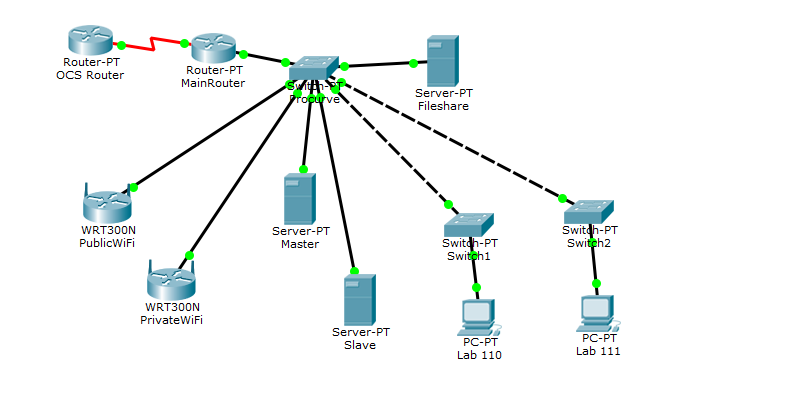 Router-PT
OCS Router
Router-PT
MainRouter
Switch-PT
Procurve
Server-PT
Fileshare
WRT300N
PublicWiFi
Server-PT
Master
Switch-PT
Switch1
Switch-PT
Switch2
WRT300N
PrivateWiFi
Server-PT
Slave
PC-PT
Lab 110
PC-PT
Lab 111